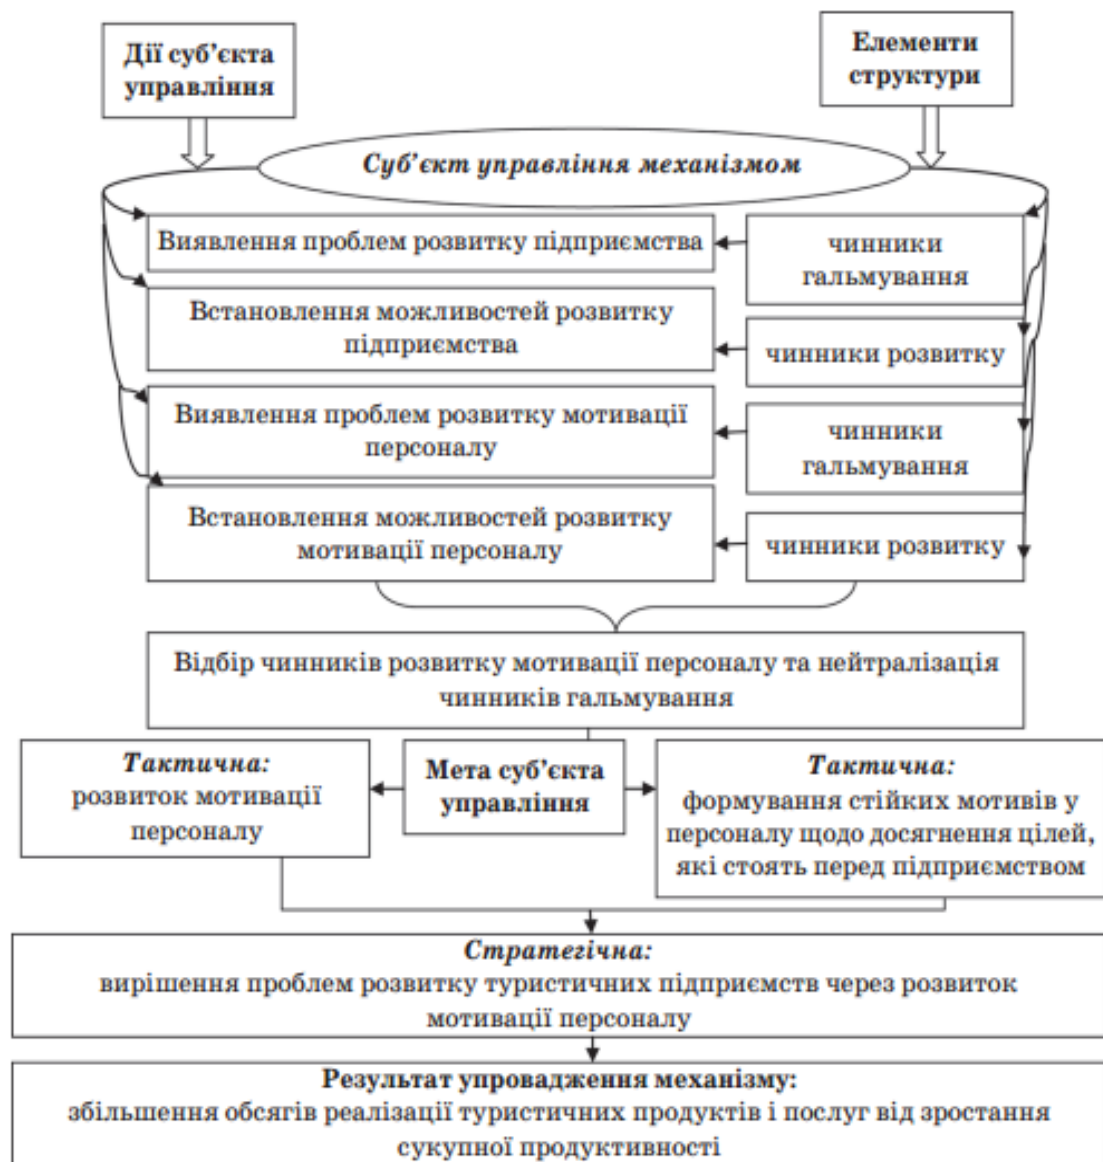 Дії суб’єкта
управління
Елементи
структури
Суб’єкт управління механізмом
Виявлення проблем розвитку підприємства
чинники
гальмування
Встановлення можливостей розвитку
підприємства
чинники розвитку
Виявлення проблем розвитку мотивації
персоналу
чинники
гальмування
Встановлення можливостей розвитку
мотивації персоналу
чинники розвитку
Відбір чинників розвитку мотивації персоналу та нейтралізація
чинників гальмування
Тактична:
розвиток мотивації
персоналу
Мета суб’єкта
управління
Тактична:
формування стійких мотивів у
персоналу щодо досягнення цілей,
які стоять перед підприємством
Стратегічна:
вирішення проблем розвитку туристичних підприємств через розвиток
мотивації персоналу
Результат упровадження механізму:
збільшення обсягів реалізації туристичних продуктів і послуг від зростання
сукупної продуктивності